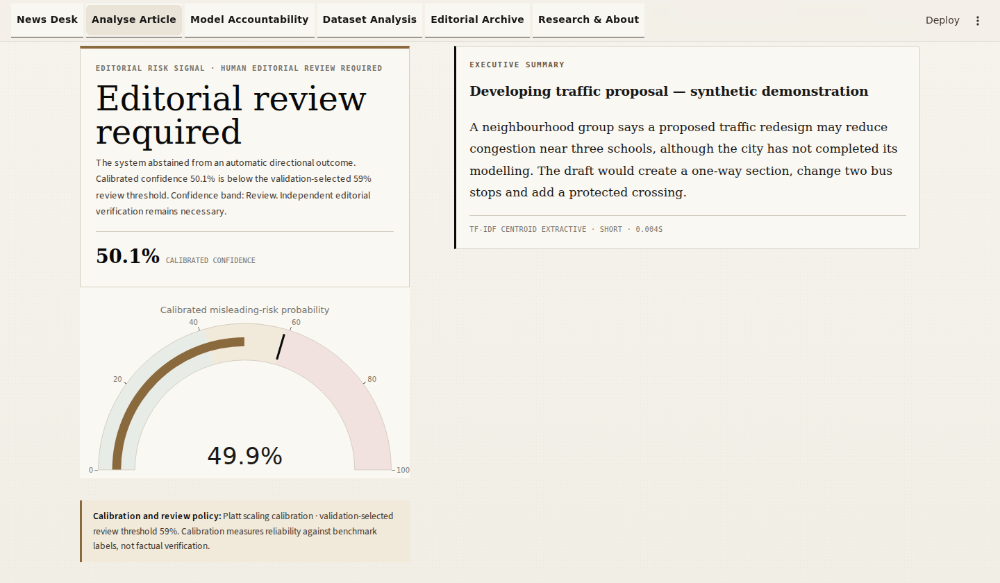 News Desk
Analyse Article
Model Accountability
Dataset Analysis
Editorial Archive
Research & About
Deploy
EDITORIAL RISK SIGNAL · HUMAN EDITORIAL REVIEW REQUIRED
Editorial review
required
The system abstained from an automatic directional outcome.
Calibrated confidence 50.1% is below the validation-selected 59%
review threshold. Confidence band: Review. Independent editorial
verification remains necessary.
50.1% CALIBRATED CONFIDENCE
Calibrated misleading-risk probability
0
20
40
60
80
100
49.9%
Calibration and review policy: Platt scaling calibration · validation-selected
review threshold 59%. Calibration measures reliability against benchmark
labels, not factual verification.
EXECUTIVE SUMMARY
Developing traffic proposal — synthetic demonstration
A neighbourhood group says a proposed traffic redesign may reduce
congestion near three schools, although the city has not completed its
modelling. The draft would create a one-way section, change two bus
stops and add a protected crossing.
TF-IDF CENTROID EXTRACTIVE · SHORT · 0.004S